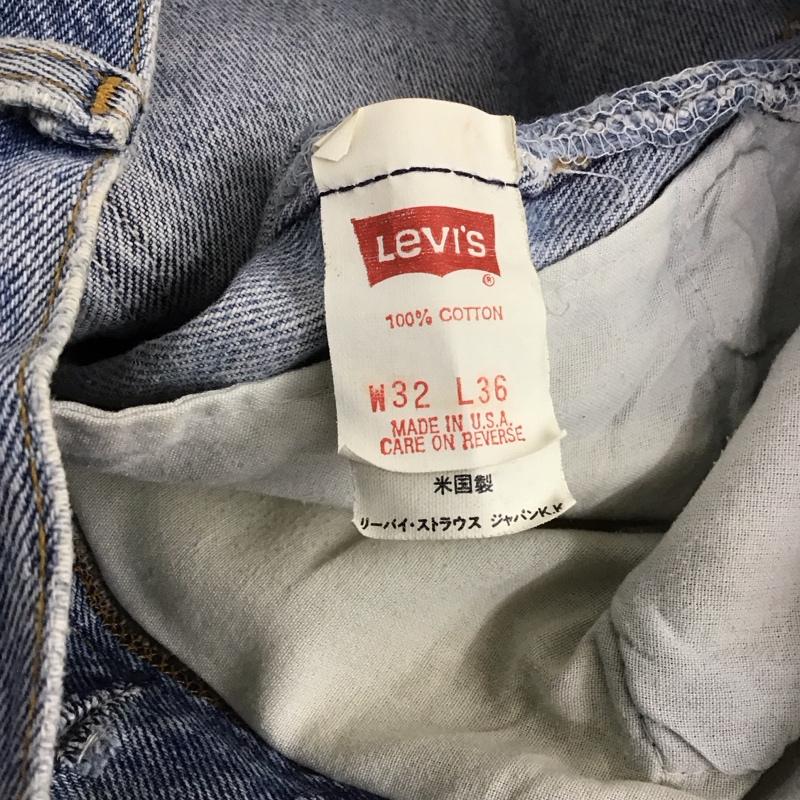 Levi's
®
100% COTTON
W32 L36
MADE IN U.S.A.
CARE ON REVERSE
米国製
リーバイ・ストラウス ジャパンK.K